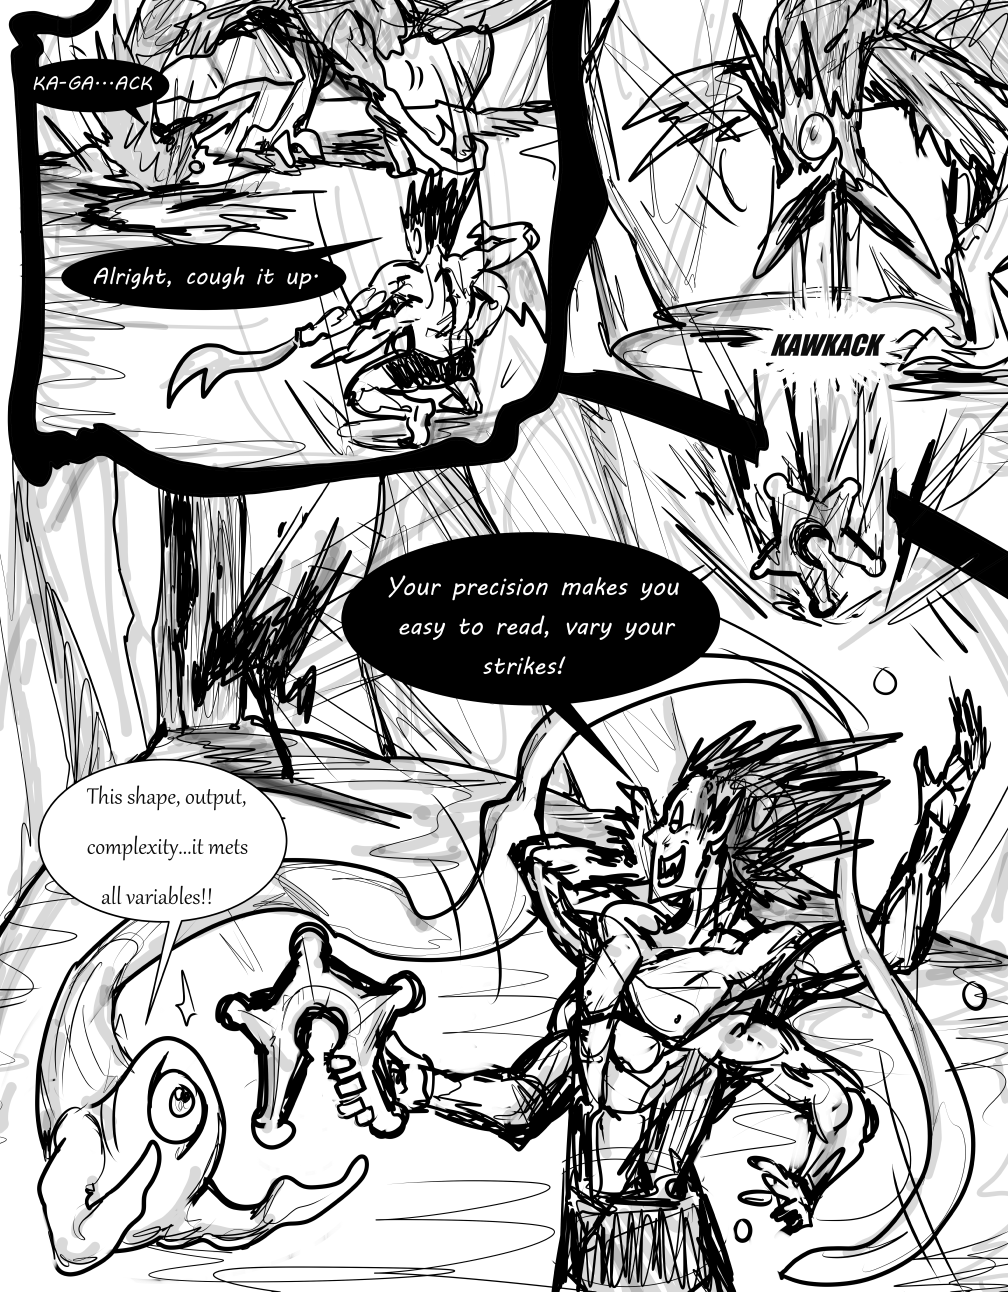 KA-GA...ACK
Alright, cough it up.
KAWKACK
Your precision makes you
easy to read, vary your
strikes!
This shape, output,
complexity...it mets
all variables!!